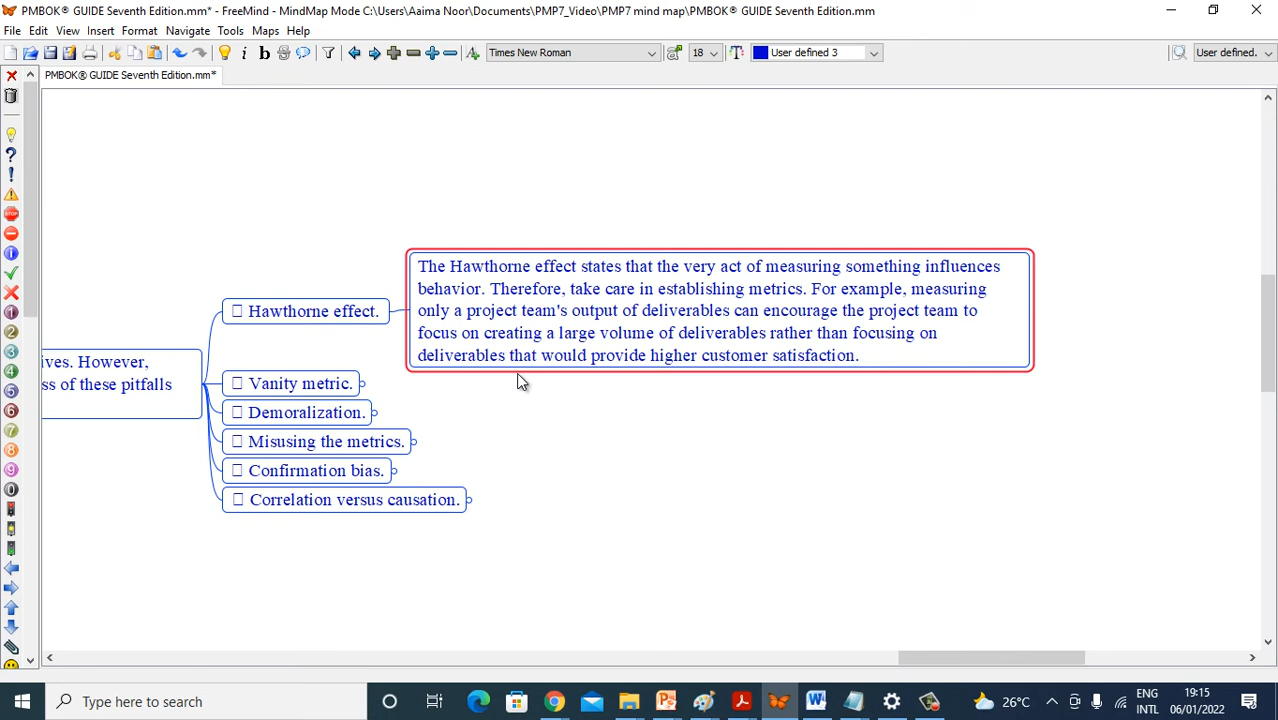 PMBOK® GUIDE Seventh Edition.mm* - FreeMind - MindMap Mode C:\Users\Aaima Noor\Documents\PMP7_Video\PMP7 mind map\PMBOK® GUIDE Seventh Edition.mm
File Edit View Insert Format Navigate Tools Maps Help
Times New Roman 18 User defined 3 User defined.
PMBOK® GUIDE Seventh Edition.mm*
The Hawthorne effect states that the very act of measuring something influences
behavior. Therefore, take care in establishing metrics. For example, measuring
only a project team's output of deliverables can encourage the project team to
focus on creating a large volume of deliverables rather than focusing on
deliverables that would provide higher customer satisfaction.
Hawthorne effect.
ives. However,
ss of these pitfalls
Vanity metric.
Demoralization.
Misusing the metrics.
Confirmation bias.
Correlation versus causation.
Type here to search
26°C
ENG
INTL
19:15
06/01/2022